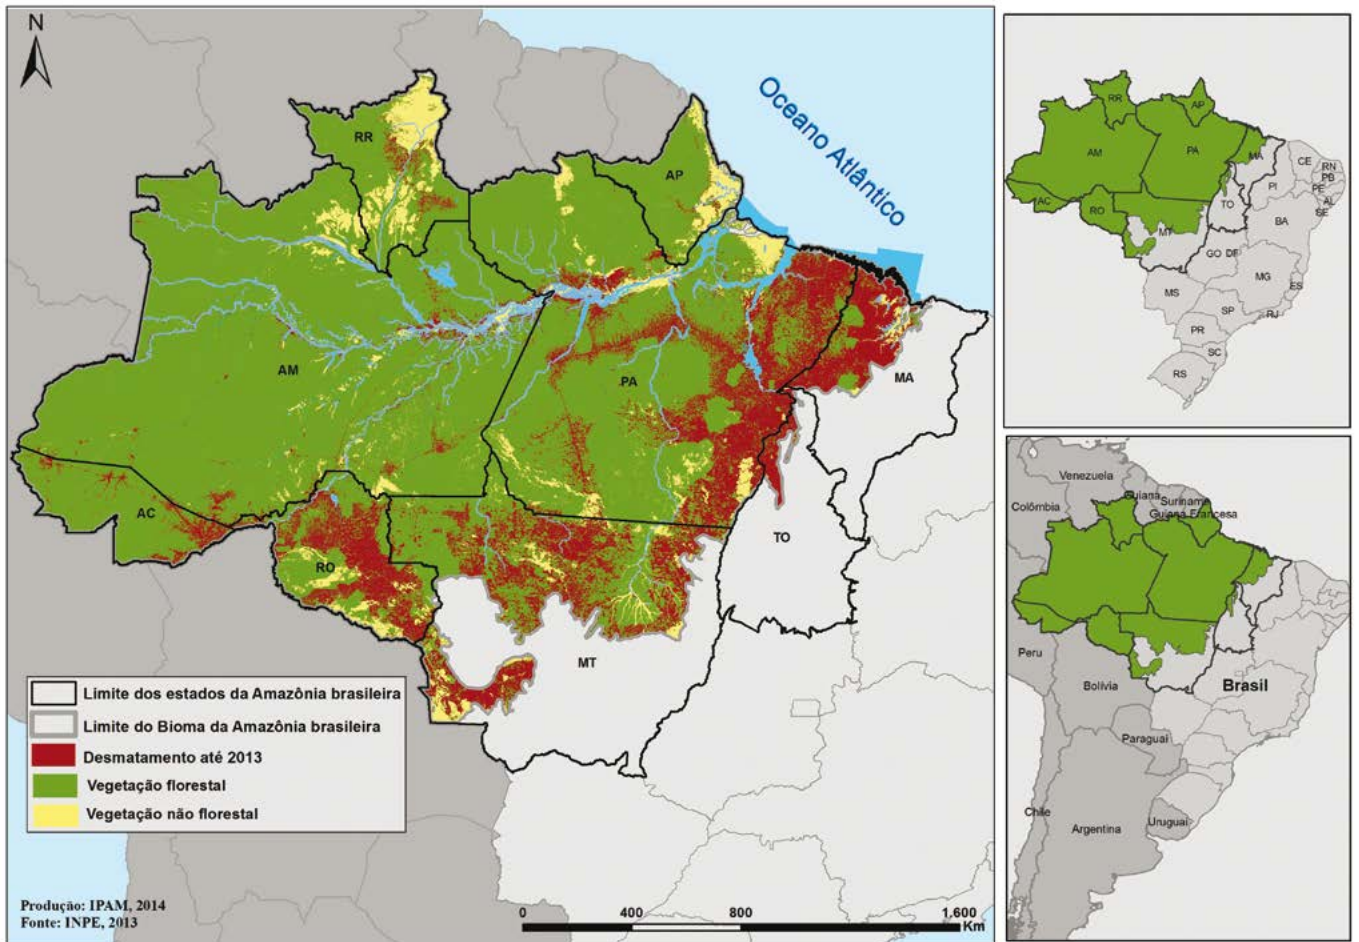 N
Oceano Atlântico
RR
AP
AM
PA
MA
AC
RO
TO
MT
Limite dos estados da Amazônia brasileira
Limite do Bioma da Amazônia brasileira
Desmatamento até 2013
Vegetação florestal
Vegetação não florestal
Produção: IPAM, 2014
Fonte: INPE, 2013
0 400 800 1,600
Km
RR
AP
AM
PA
MA
CE
RN
PB
PE
AL
SE
PI
AC
RO
TO
BA
MT
GO
DF
MG
ES
MS
SP
RJ
PR
SC
RS
Venezuela
Guiana
Suriname
Guiana Francesa
Colômbia
Peru
Bolívia
Brasil
Paraguai
Chile
Argentina
Uruguai